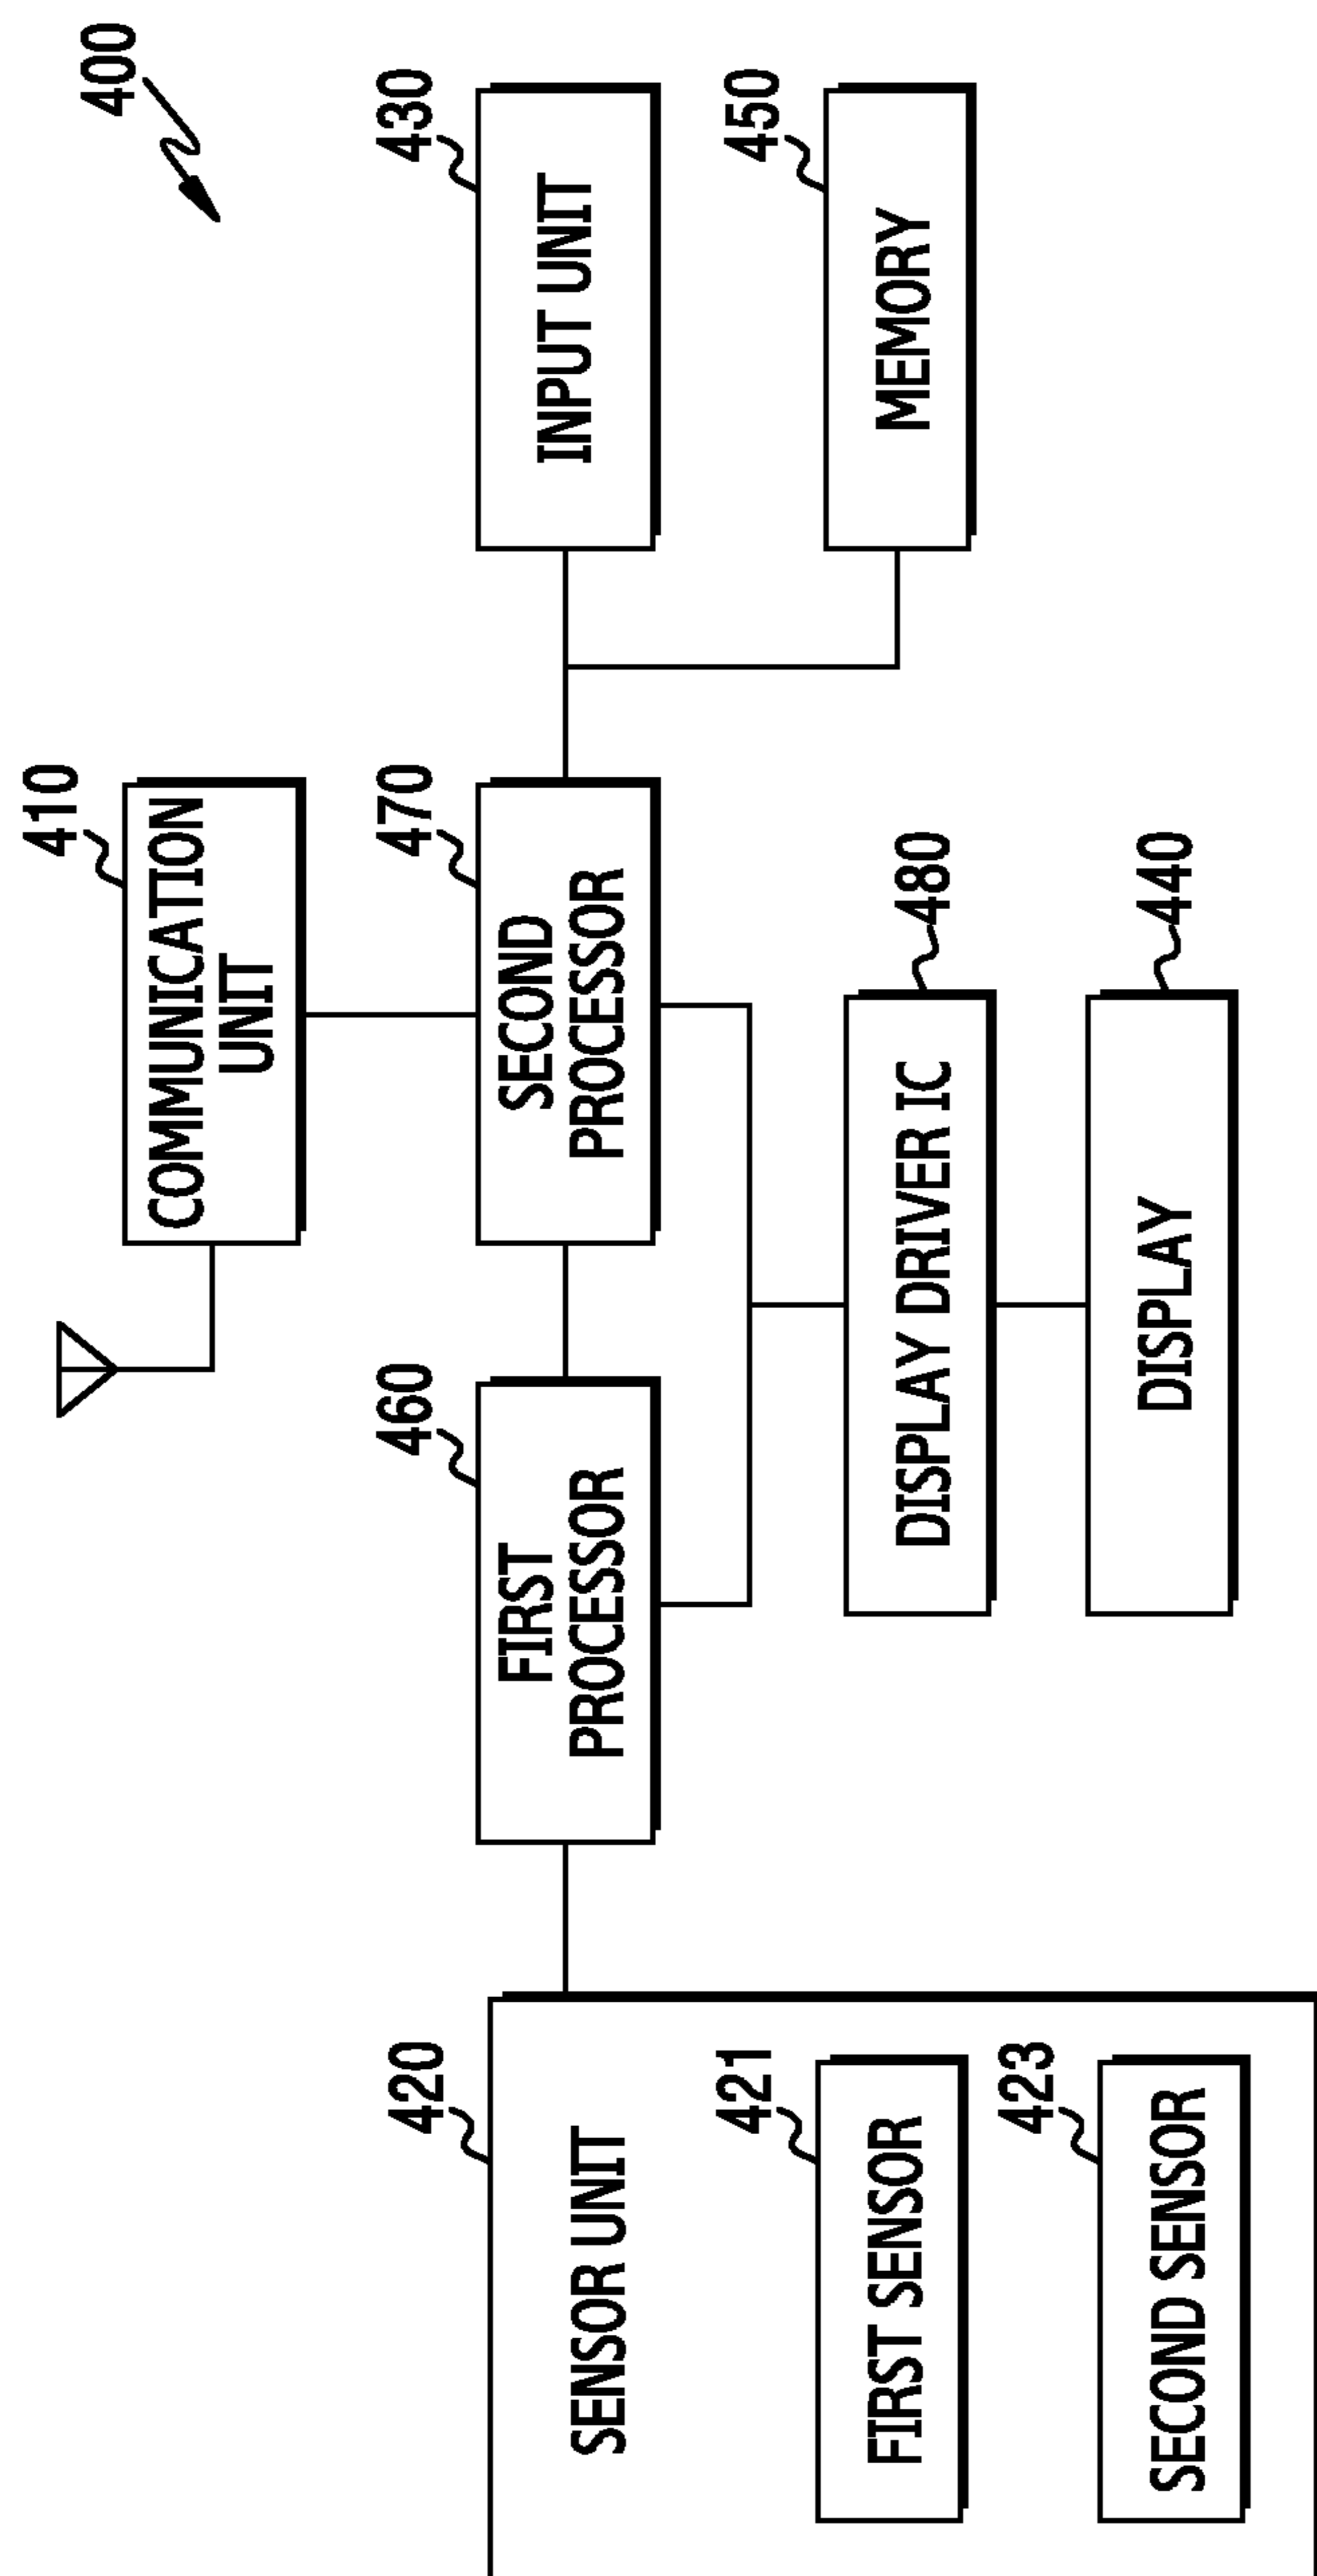 400
410
COMMUNICATION
UNIT
420
SENSOR UNIT
421
FIRST SENSOR
423
SECOND SENSOR
460
FIRST
PROCESSOR
470
SECOND
PROCESSOR
430
INPUT UNIT
450
MEMORY
480
DISPLAY DRIVER IC
440
DISPLAY